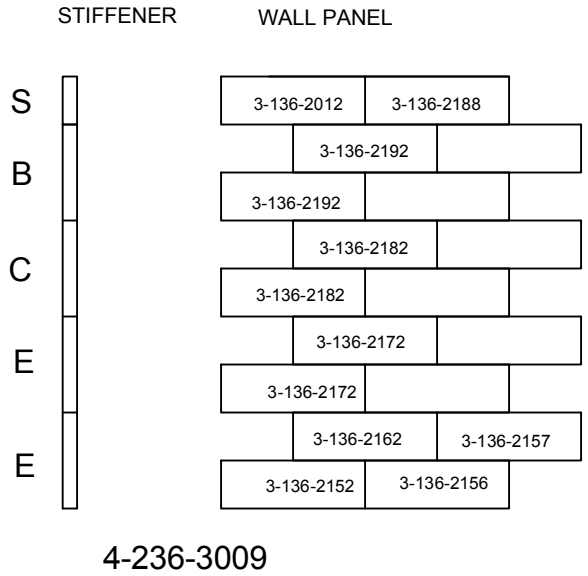 STIFFENER WALL PANEL
S 3-136-2012 3-136-2188
3-136-2192
B
3-136-2192
3-136-2182
C
3-136-2182
3-136-2172
E
3-136-2172
3-136-2162 3-136-2157
E
3-136-2152 3-136-2156
4-236-3009